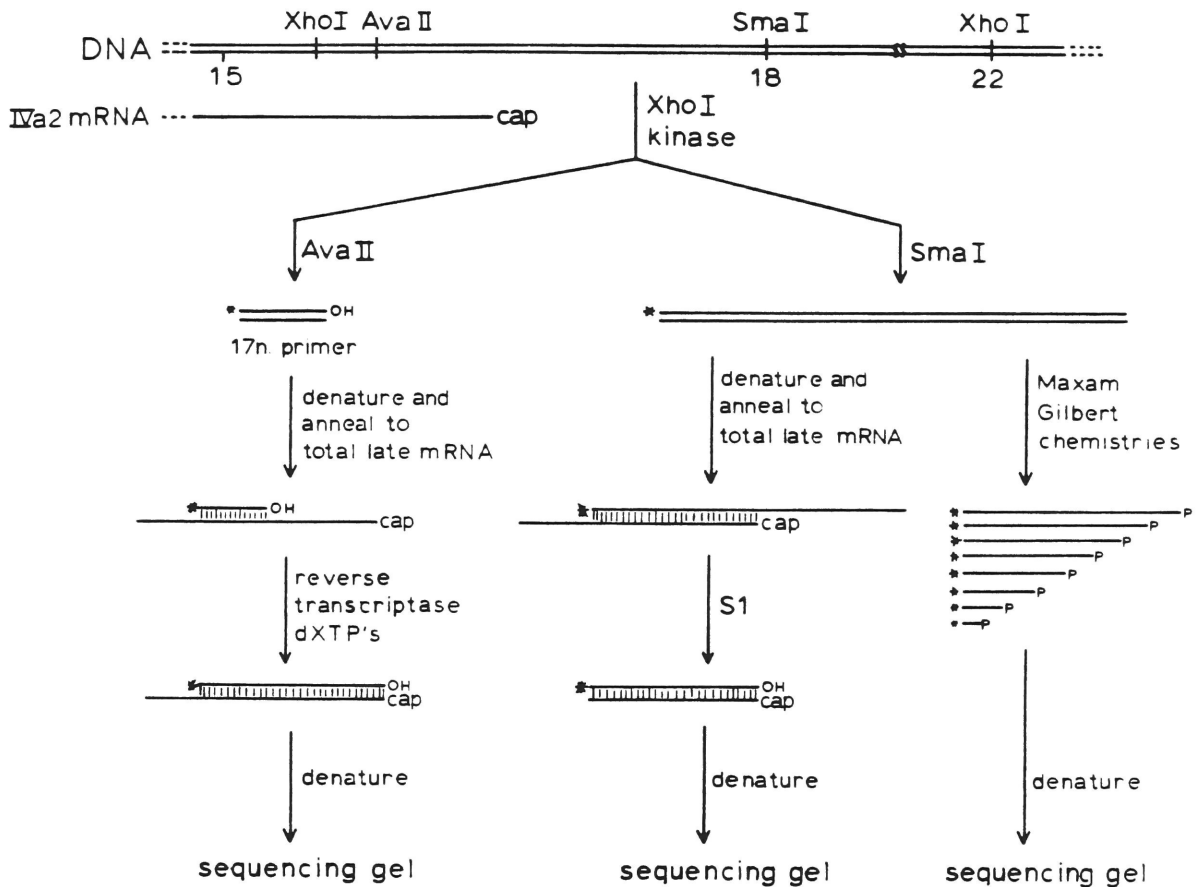 XhoI AvaII SmaI XhoI
DNA
15 18 22
IVa2 mRNA cap
XhoI
kinase
AvaII SmaI
* OH *
17n. primer
denature and
anneal to
total late mRNA
denature and
anneal to
total late mRNA
Maxam
Gilbert
chemistries
* OH
cap
*
cap
* P
* P
* P
* P
* P
* P
* P
* P
reverse
transcriptase
dXTP's
S1
* OH
cap
* OH
cap
denature
denature
denature
sequencing gel sequencing gel sequencing gel